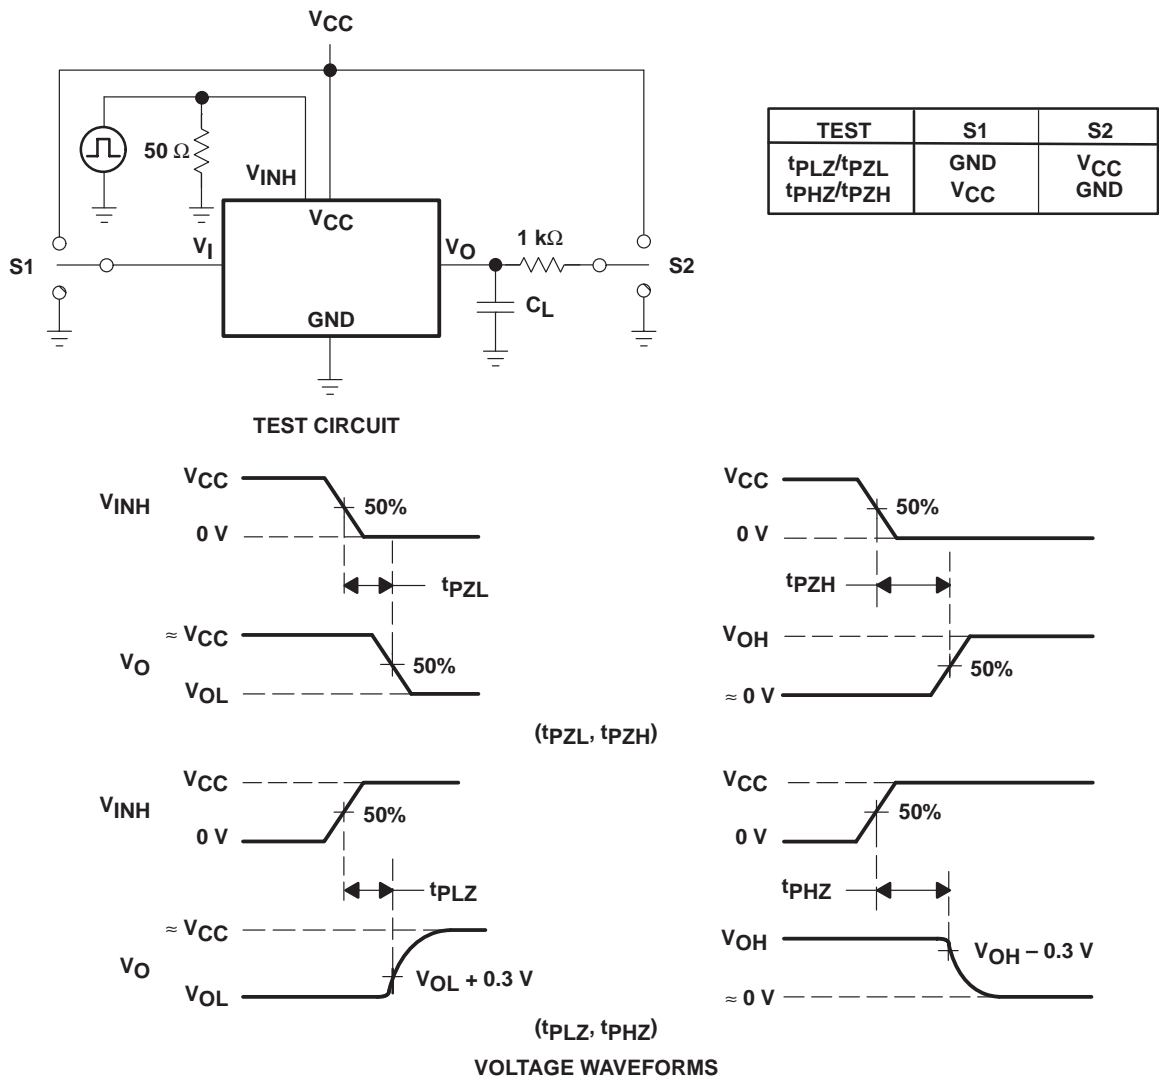 VCC
50 Ω
VINH
VCC
S1
VI
VO
1 kΩ
S2
CL
GND
TEST S1 S2
tPLZ/tPZL GND VCC
tPHZ/tPZH VCC GND
TEST CIRCUIT
VINH
VCC
50%
0 V
tPZL
≈ VCC
VO
50%
VOL
VCC
50%
0 V
tPZH
VOH
50%
≈ 0 V
(tPZL, tPZH)
VCC
VINH
50%
0 V
tPLZ
≈ VCC
VO
VOL + 0.3 V
VOL
VCC
50%
0 V
tPHZ
VOH
VOH – 0.3 V
≈ 0 V
(tPLZ, tPHZ)
VOLTAGE WAVEFORMS